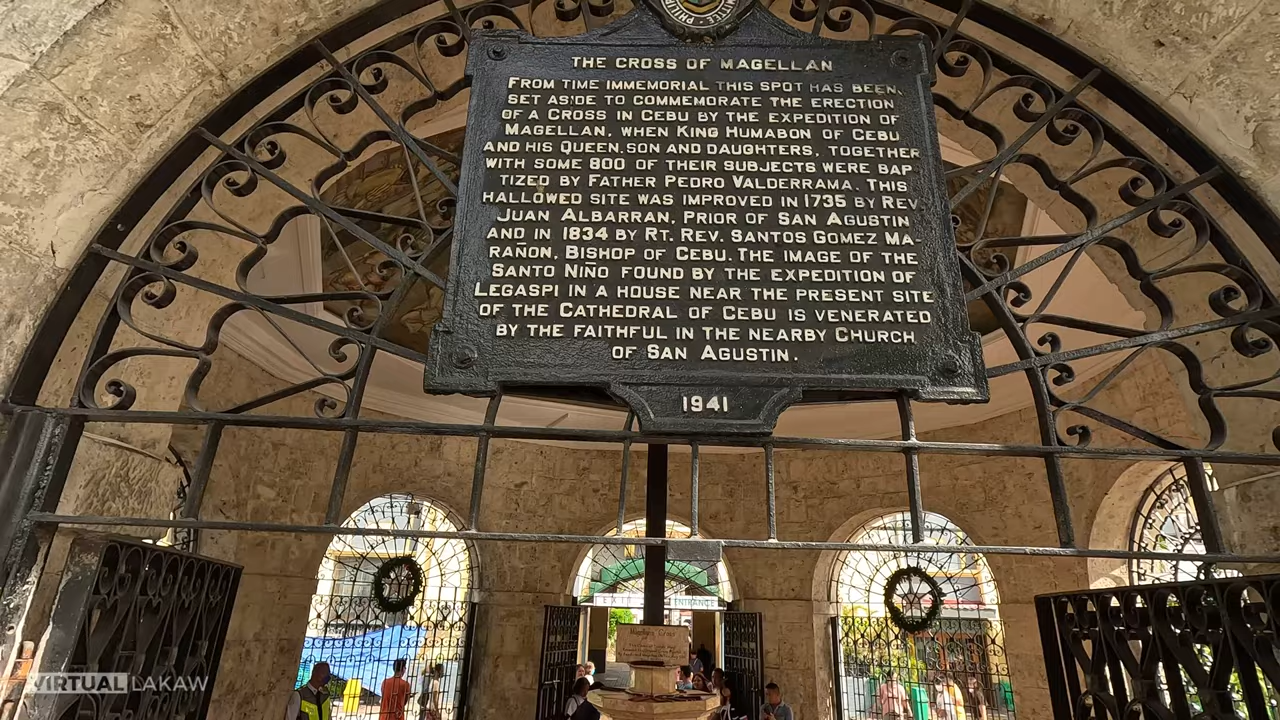 PHILIP
MITTEE
THE CROSS OF MAGELLAN
FROM TIME IMMEMORIAL THIS SPOT HAS BEEN
SET ASIDE TO COMMEMORATE THE ERECTION
OF A CROSS IN CEBU BY THE EXPEDITION OF
MAGELLAN, WHEN KING HUMABON OF CEBU
AND HIS QUEEN, SON AND DAUGHTERS, TOGETHER
WITH SOME 800 OF THEIR SUBJECTS WERE BAP
TIZED BY FATHER PEDRO VALDERRAMA. THIS
HALLOWED SITE WAS IMPROVED IN 1735 BY REV
JUAN ALBARRAN, PRIOR OF SAN AGUSTIN
AND IN 1834 BY RT. REV. SANTOS GOMEZ MA-
RAÑON, BISHOP OF CEBU. THE IMAGE OF THE
SANTO NIÑO FOUND BY THE EXPEDITION OF
LEGASPI IN A HOUSE NEAR THE PRESENT SITE
OF THE CATHEDRAL OF CEBU IS VENERATED
BY THE FAITHFUL IN THE NEARBY CHURCH
OF SAN AGUSTIN.
1941
EXIT ENTRANCE
Magellan's Cross
VIRTUAL LAKAW